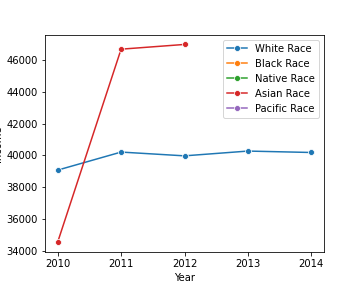 46000
44000
42000
40000
38000
36000
34000
White Race
Black Race
Native Race
Asian Race
Pacific Race
2010 2011 2012 2013 2014
Year